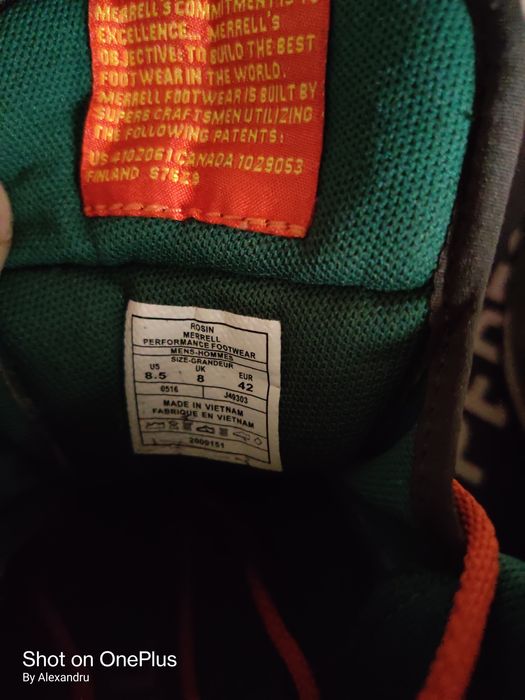 MERRELL'S COMMITMENT IS TO
EXCELLENCE... MERRELL'S
OBJECTIVE: TO BUILD THE BEST
FOOTWEAR IN THE WORLD.
MERRELL FOOTWEAR IS BUILT BY
SUPERB CRAFTSMEN UTILIZING
THE FOLLOWING PATENTS:
US 4102061 CANADA 1029053
FINLAND 57529
ROSIN
MERRELL
PERFORMANCE FOOTWEAR
MENS-HOMMES
SIZE-GRANDEUR
US UK EUR
8.5 8 42
0516 J49303
MADE IN VIETNAM
FABRIQUE EN VIETNAM
2000151
Shot on OnePlus
By Alexandru